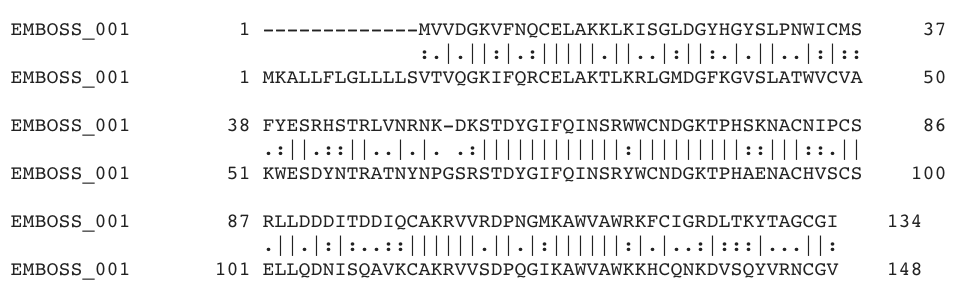 EMBOSS_001 1 -------------MVVDGKVFNQCELAKKLKISGLDGYHGYSLPNWICMS 37
:.|.||:|.||||||.|..||:||:.|.||..|:|::
EMBOSS_001 1 MKALLFLGLLLLSVTVQGKIFQRCELAKTLKRLGMDGFKGVSLATWVCVA 50
EMBOSS_001 38 FYESRHSTRLVNRNK-DKSTDYGIFQINSRWWCNDGKTPHSKNACNIPCS 86
.:||.::||..|.|. .:||||||||||||:|||||||||::|||::.||
EMBOSS_001 51 KWESDYNTRATNYNPGSRSTDYGIFQINSRYWCNDGKTPHAENACHVSCS 100
EMBOSS_001 87 RLLDDDITDDIQCAKRVVRDPNGMKAWVAWRKFCIGRDLTKYTAGCGI 134
.||.|:|:..::||||||.||.|:||||||:|.|..:|:::|...||:
EMBOSS_001 101 ELLQDNISQAVKCAKRVVSDPQGIKAWVAWKKHCQNKDVSQYVRNCGV 148